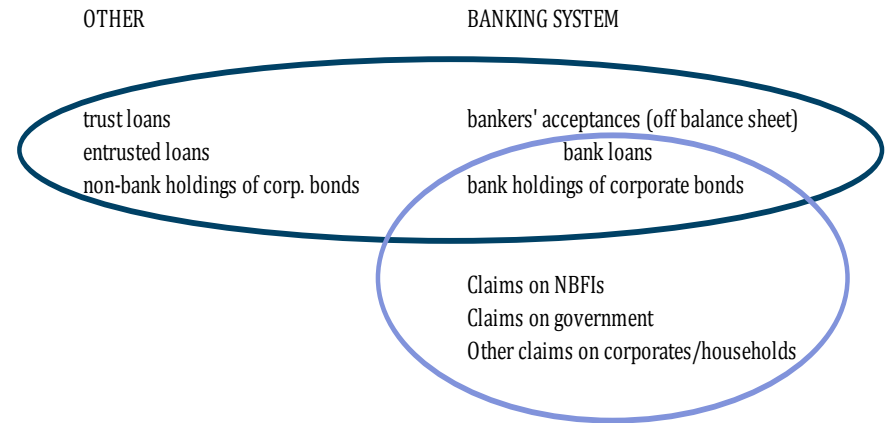 OTHER
BANKING SYSTEM
trust loans
bankers' acceptances (off balance sheet)
entrusted loans
bank loans
non-bank holdings of corp. bonds
bank holdings of corporate bonds
Claims on NBFIs
Claims on government
Other claims on corporates/households